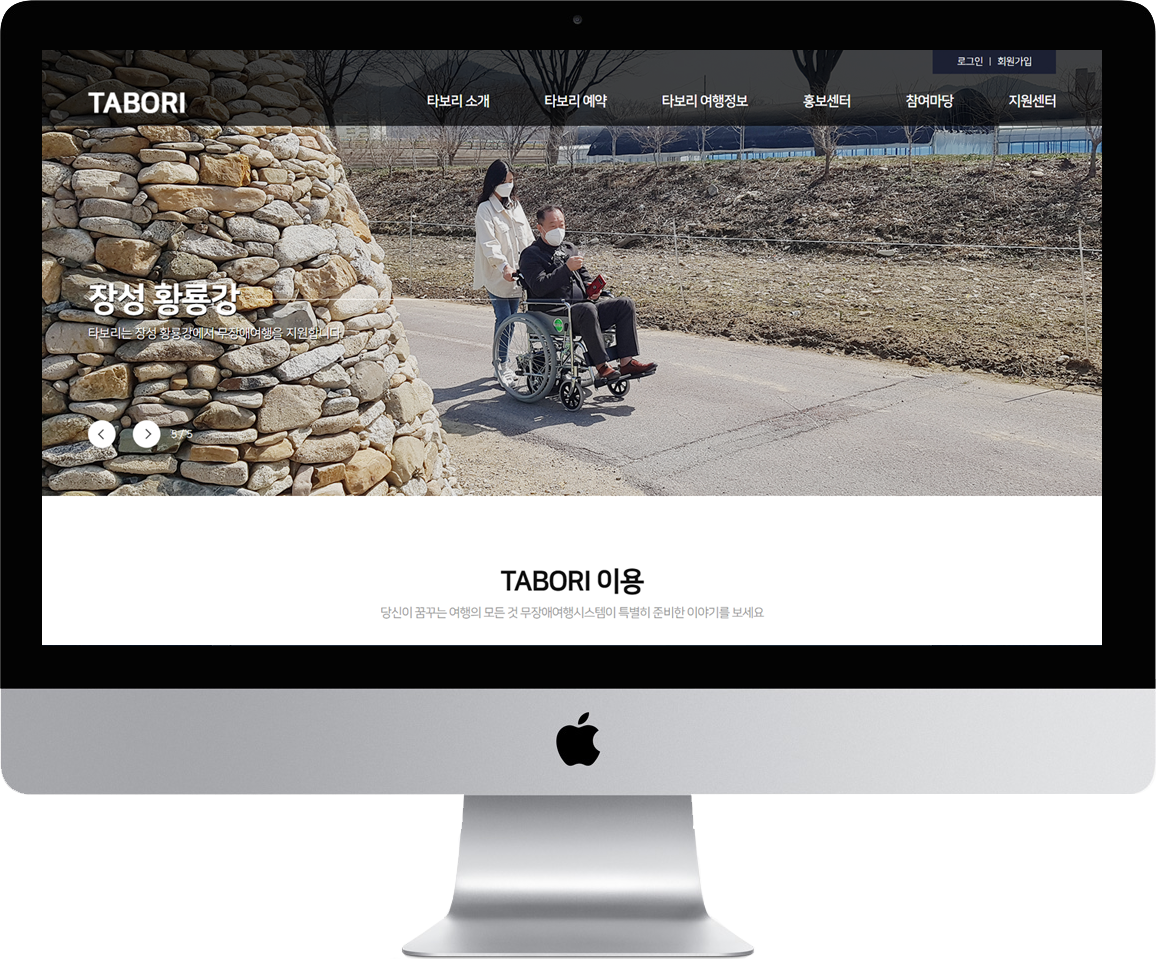 로그인 | 회원가입
TABORI 타보리 소개 타보리 예약 타보리 여행정보 홍보센터 참여마당 지원센터
장성 황룡강
타보리는 장성 황룡강에서 무장애여행을 지원합니다
5 / 5
TABORI 이용
당신이 꿈꾸는 여행의 모든 것 무장애여행시스템이 특별히 준비한 이야기를 보세요